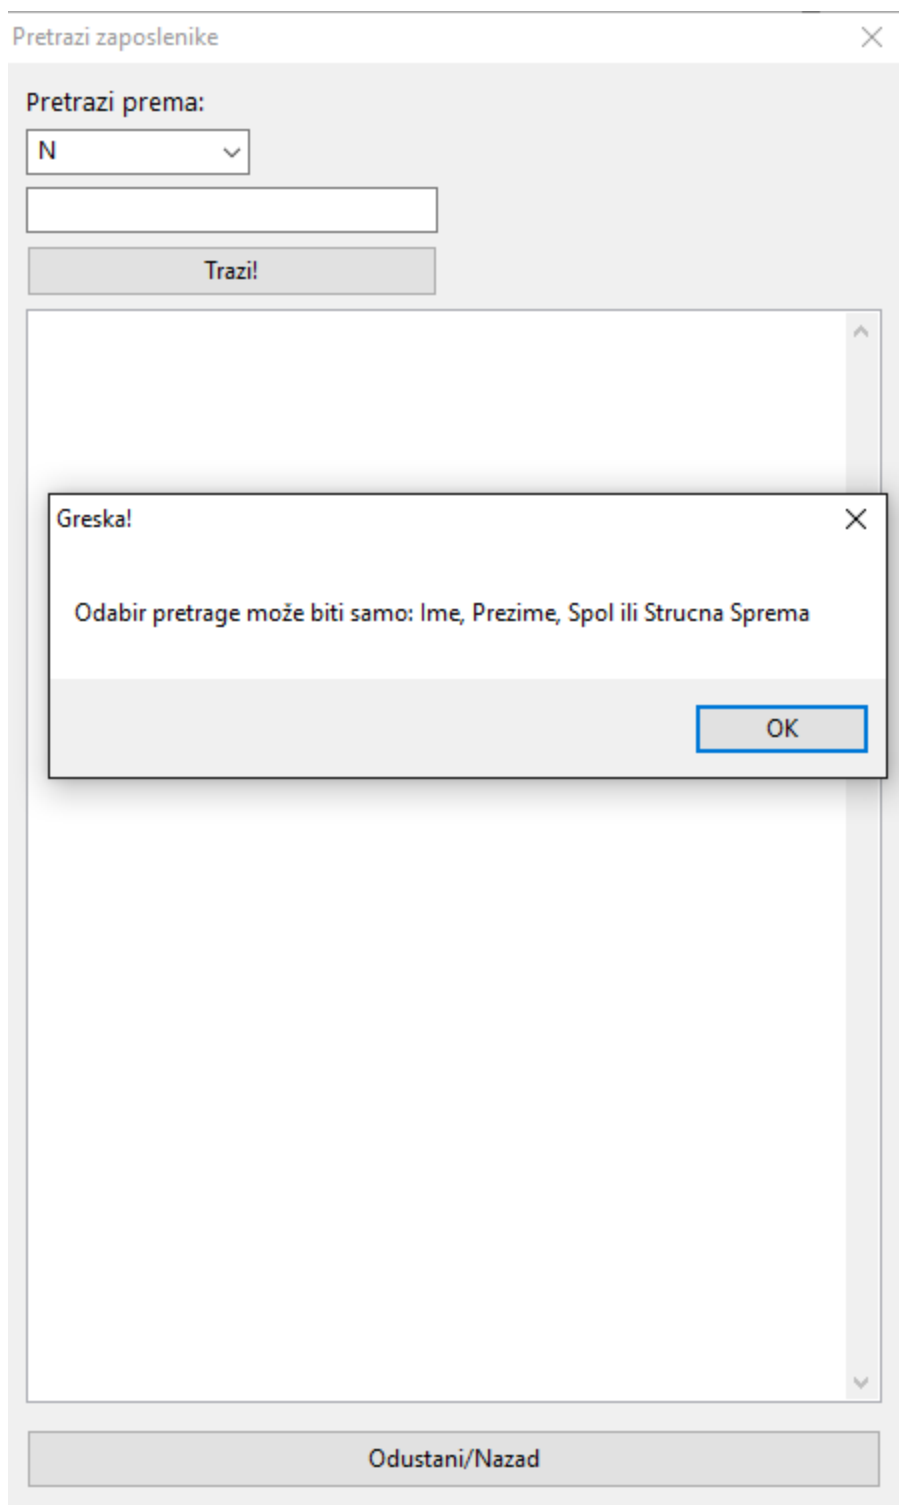 Pretrazi zaposlenike
Pretrazi prema:
N
Trazi!
Greska!
Odabir pretrage može biti samo: Ime, Prezime, Spol ili Strucna Sprema
OK
Odustani/Nazad